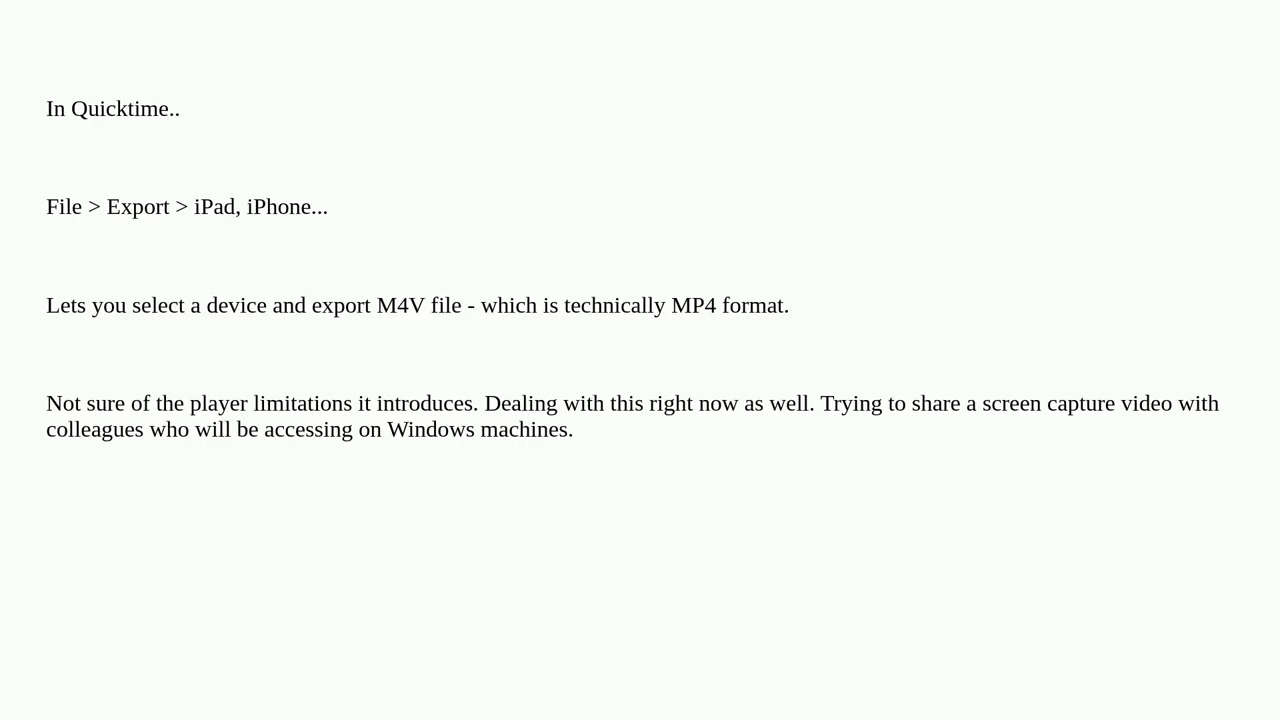 In Quicktime..
File > Export > iPad, iPhone...
Lets you select a device and export M4V file - which is technically MP4 format.
Not sure of the player limitations it introduces. Dealing with this right now as well. Trying to share a screen capture video with
colleagues who will be accessing on Windows machines.